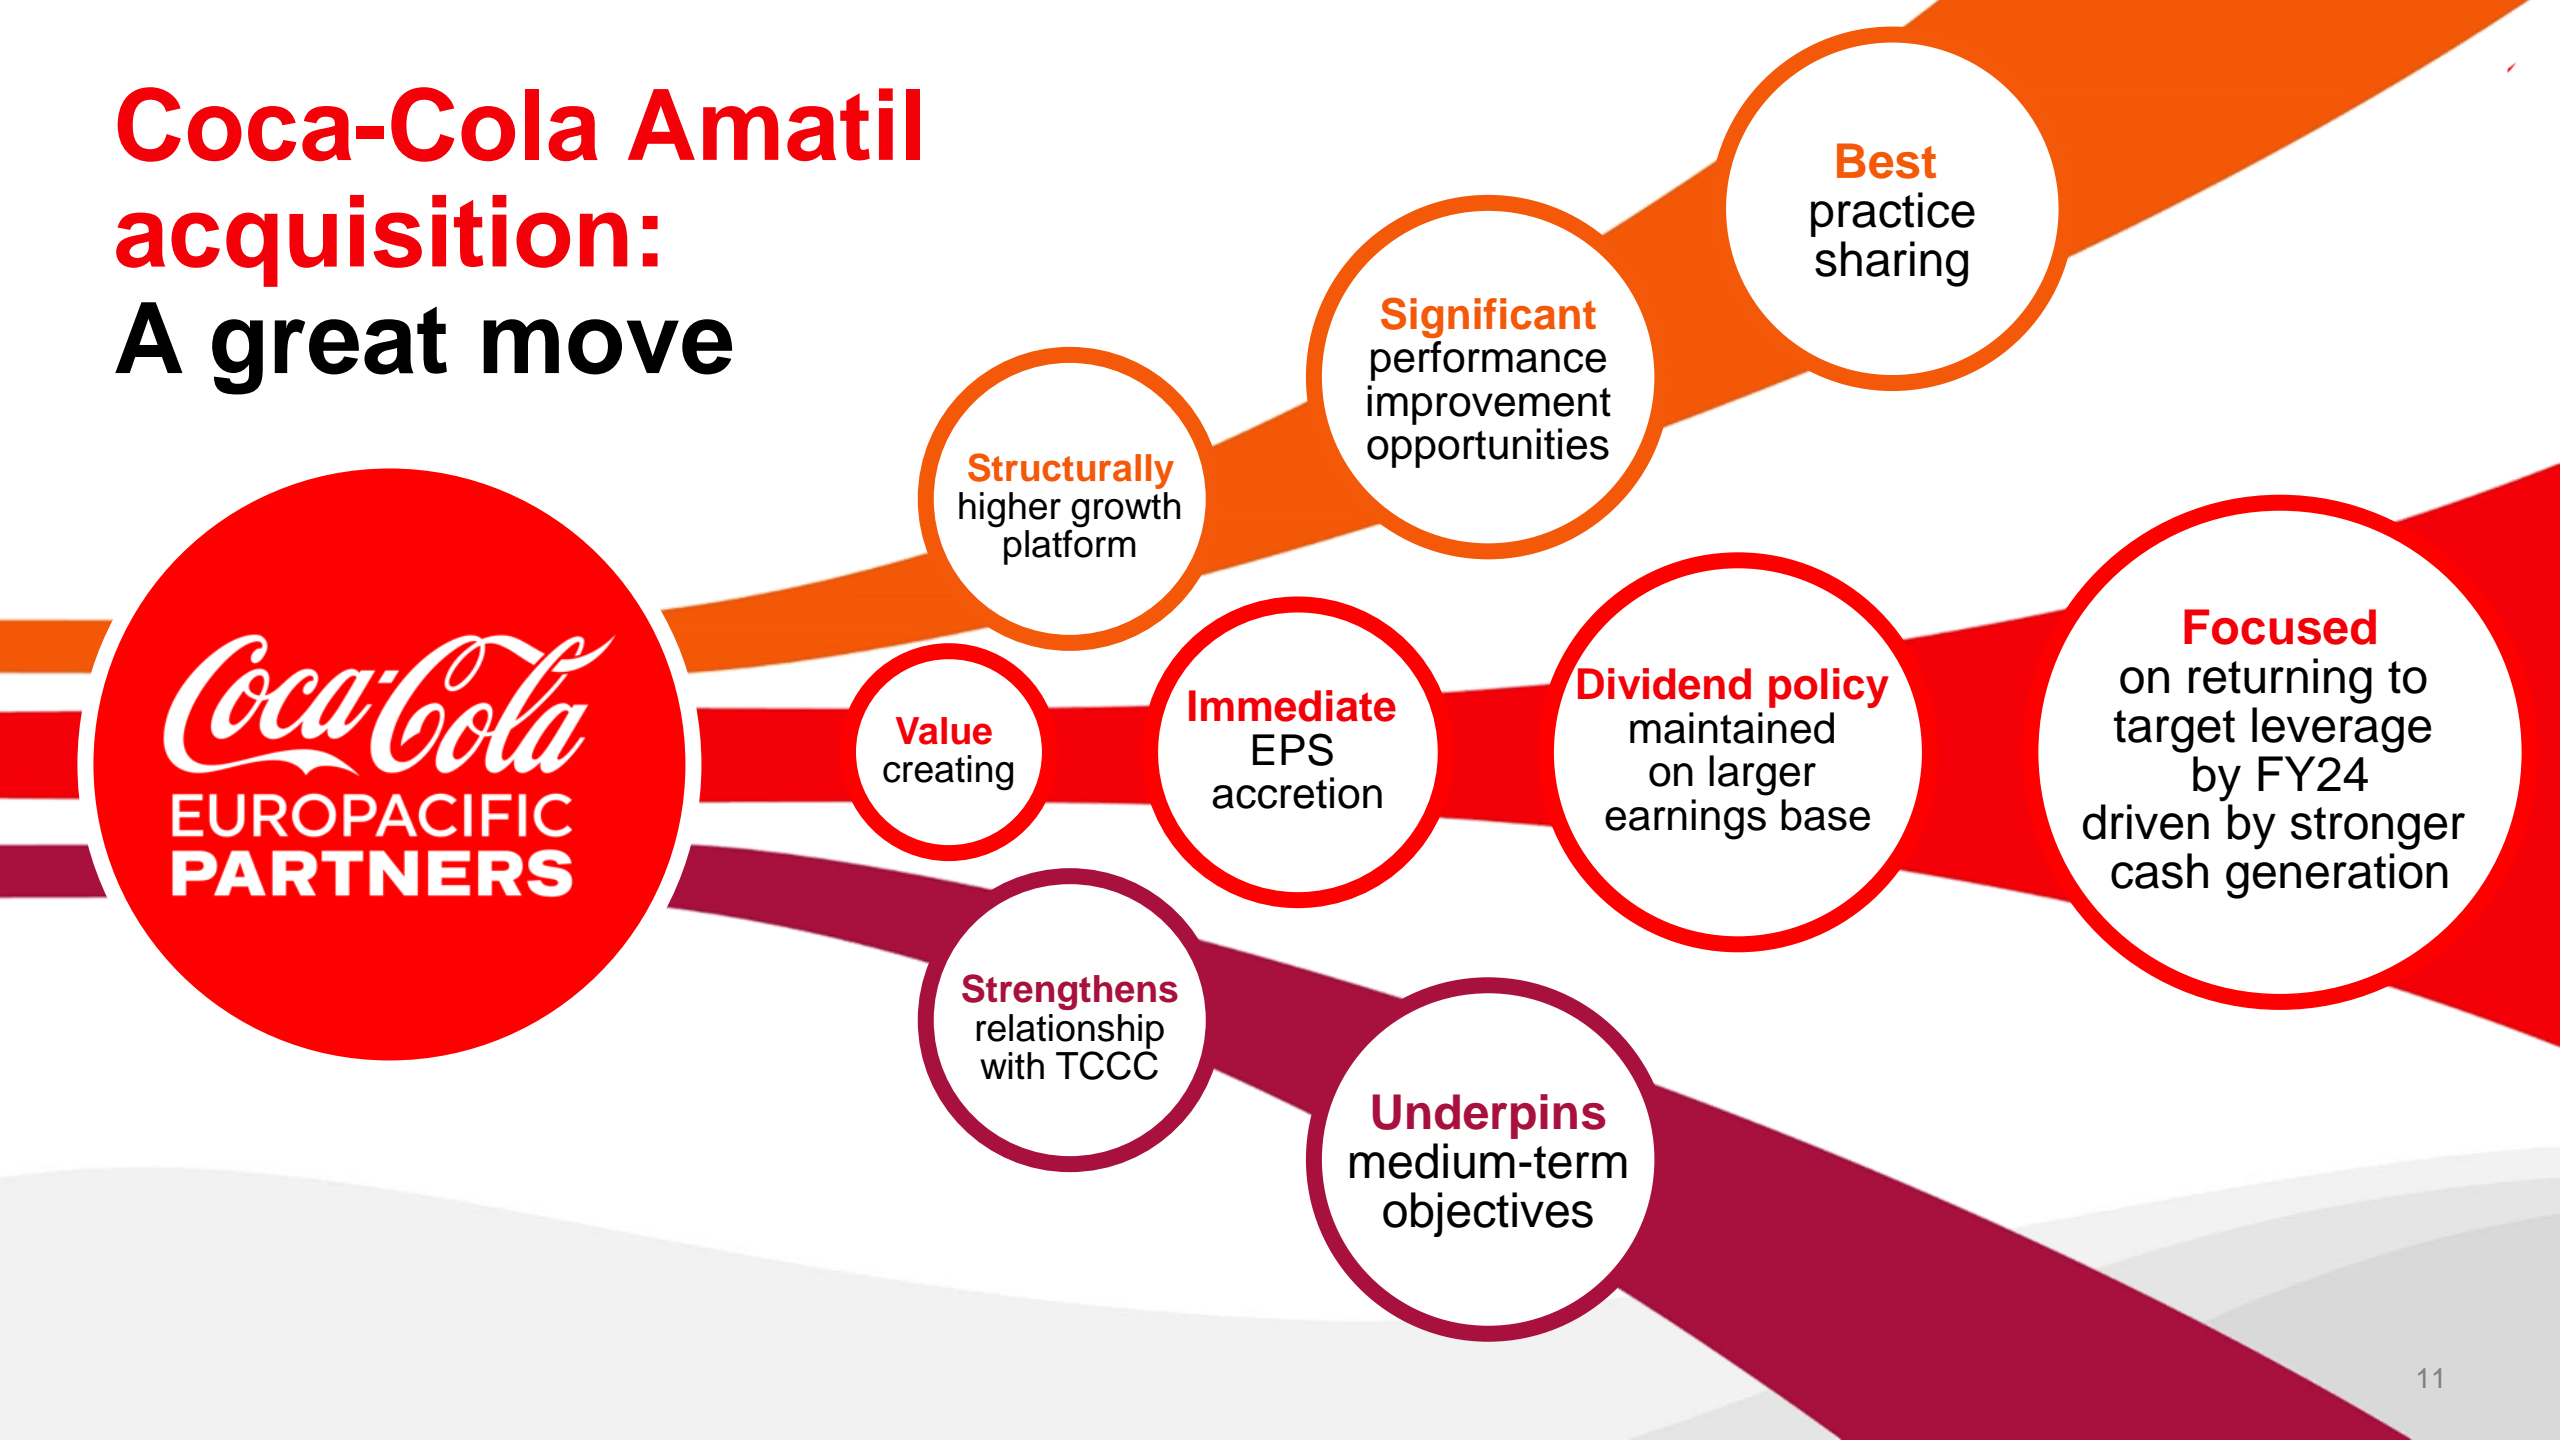 Coca-Cola Amatil
acquisition:
A great move
Coca-Cola
EUROPACIFIC
PARTNERS
Structurally
higher growth
platform
Significant
performance
improvement
opportunities
Best
practice
sharing
Value
creating
Immediate
EPS
accretion
Dividend policy
maintained
on larger
earnings base
Focused
on returning to
target leverage
by FY24
driven by stronger
cash generation
Strengthens
relationship
with TCCC
Underpins
medium-term
objectives
11